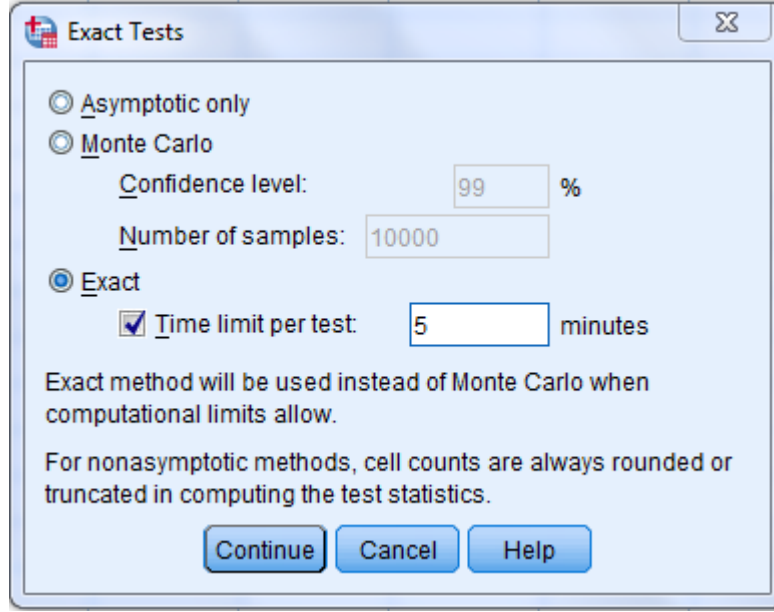 Exact Tests
Asymptotic only
Monte Carlo
Confidence level: 99 %
Number of samples: 10000
Exact
Time limit per test: 5 minutes
Exact method will be used instead of Monte Carlo when
computational limits allow.
For nonasymptotic methods, cell counts are always rounded or
truncated in computing the test statistics.
Continue Cancel Help